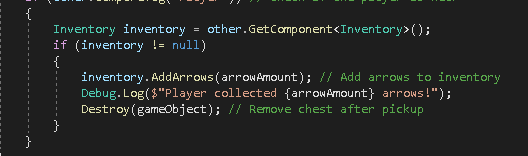 {
Inventory inventory = other.GetComponent<Inventory>();
if (inventory != null)
{
inventory.AddArrows(arrowAmount); // Add arrows to inventory
Debug.Log($"Player collected {arrowAmount} arrows!");
Destroy(gameObject); // Remove chest after pickup
}
}